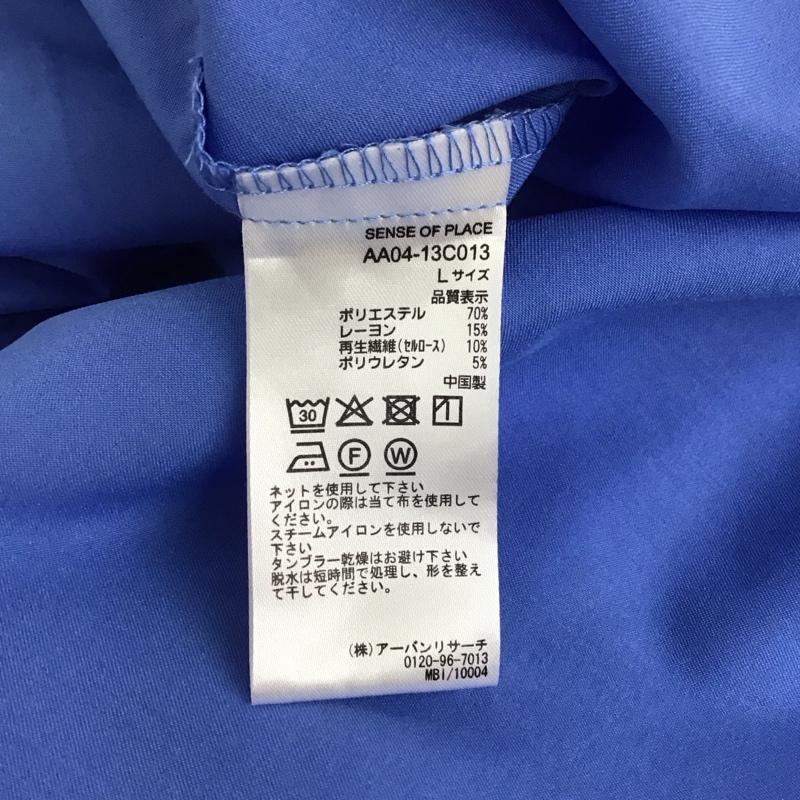 SENSE OF PLACE
AA04-13C013
L サイズ
品質表示
ポリエステル 70%
レーヨン 15%
再生繊維(ｾﾙﾛｰｽ) 10%
ポリウレタン 5%
中国製
30
F W
ネットを使用して下さい
アイロンの際は当て布を使用して
ください。
スチームアイロンを使用しないで
下さい
タンブラー乾燥はお避け下さい
脱水は短時間で処理し、形を整え
て干してください。
(株)アーバンリサーチ
0120-96-7013
MBi/10004